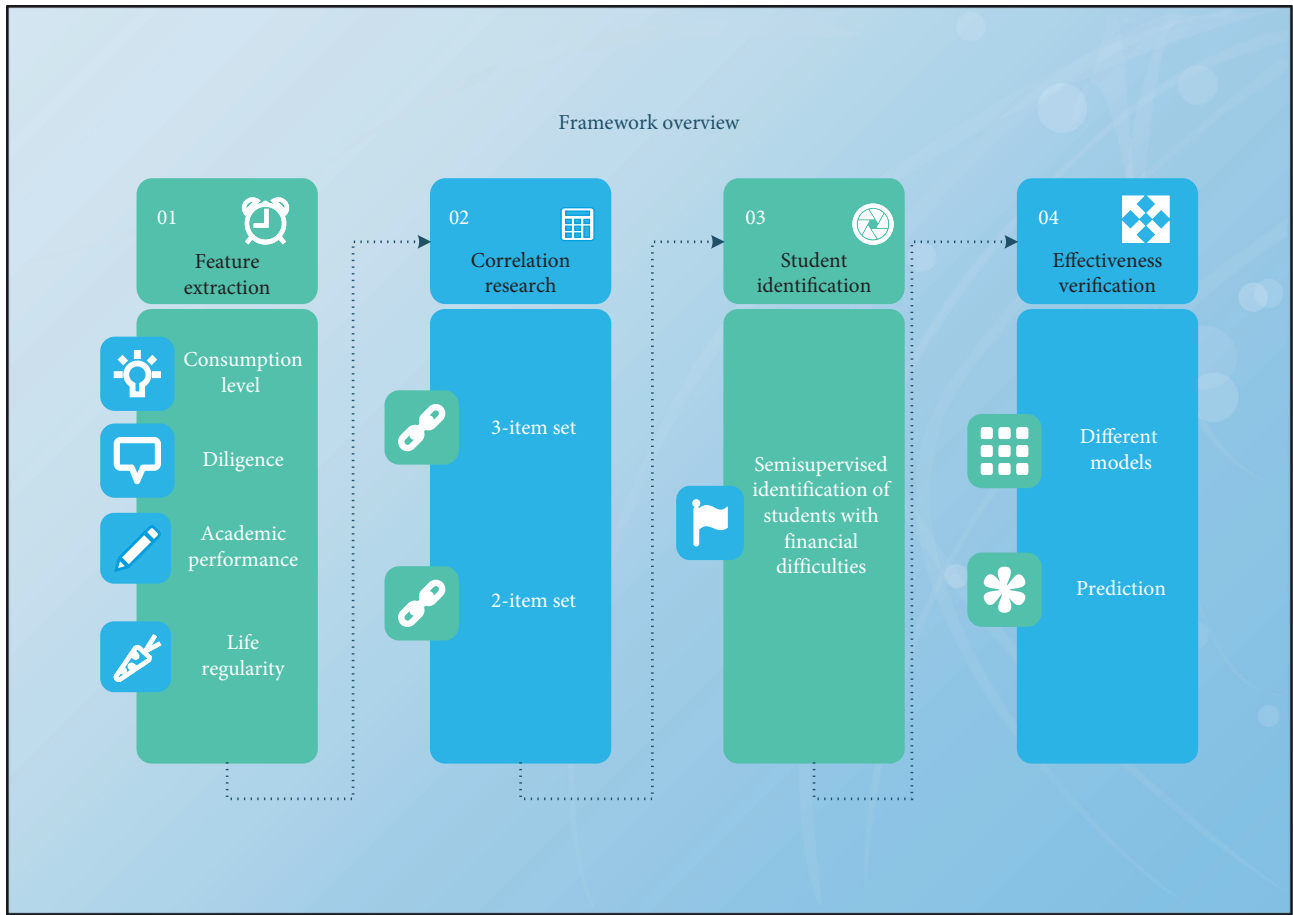 Framework overview
01
Feature
extraction
Consumption
level
Diligence
Academic
performance
Life
regularity
02
Correlation
research
3-item set
2-item set
03
Student
identification
Semisupervised
identification of
students with
financial
difficulties
04
Effectiveness
verification
Different
models
Prediction